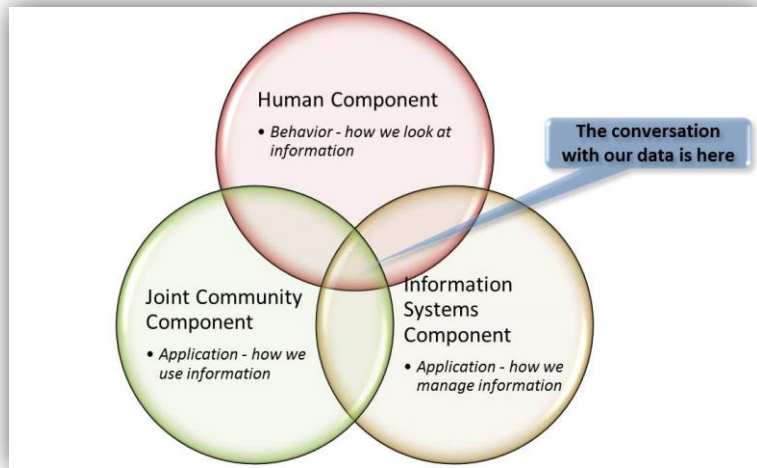 Human Component
• Behavior - how we look at
information
The conversation
with our data is here
Joint Community
Component
• Application - how we
use information
Information
Systems
Component
• Application - how we
manage information